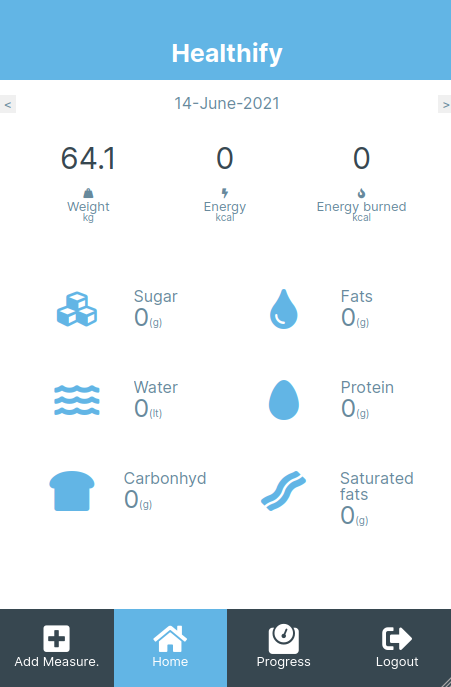 Healthify
< 14-June-2021 >
64.1 0 0
Weight Energy Energy burned
kg kcal kcal
Sugar Fats
0(g) 0(g)
Water Protein
0(lt) 0(g)
Carbonhyd Saturated
fats
0(g) 0(g)
Add Measure. Home Progress Logout